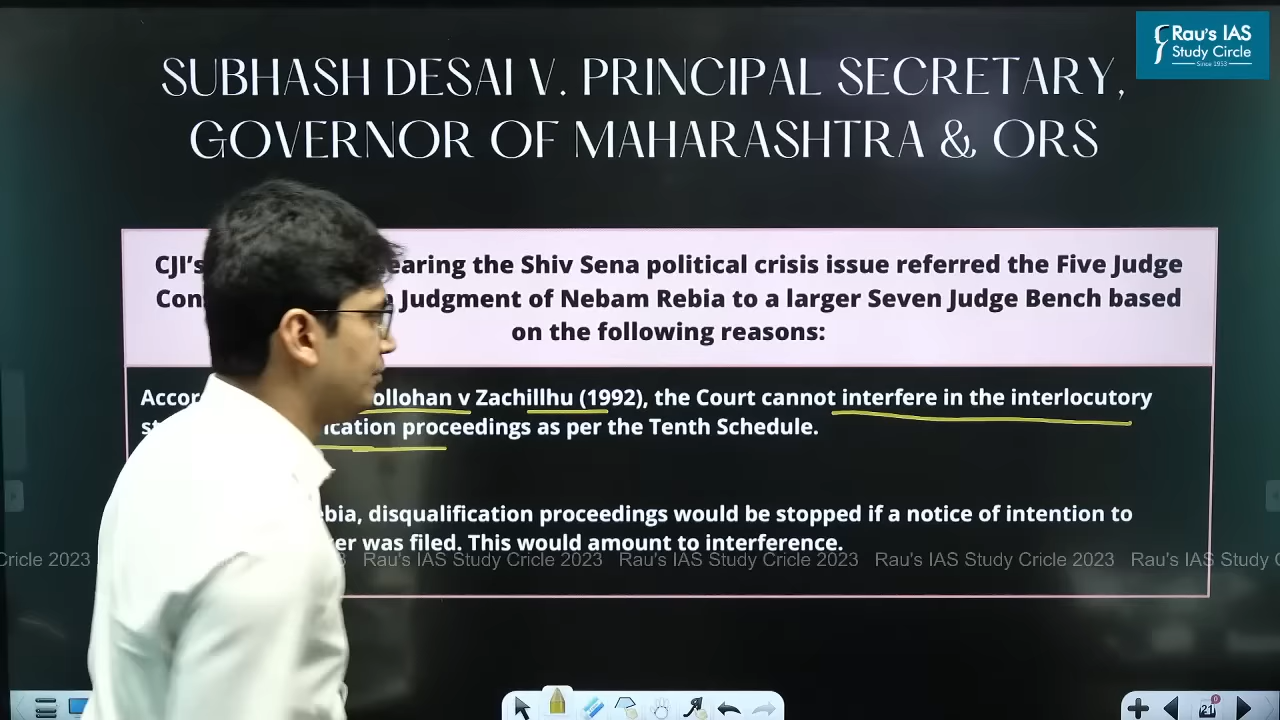 Rau's IAS
Study Circle
Since 1953
SUBHASH DESAI V. PRINCIPAL SECRETARY,
GOVERNOR OF MAHARASHTRA & ORS
CJI's earing the Shiv Sena political crisis issue referred the Five Judge
Con Judgment of Nebam Rebia to a larger Seven Judge Bench based
on the following reasons:
Accor ollohan v Zachillhu (1992), the Court cannot interfere in the interlocutory
st ication proceedings as per the Tenth Schedule.
ebia, disqualification proceedings would be stopped if a notice of intention to
er was filed. This would amount to interference.
Cricle 2023 3 Rau's IAS Study Cricle 2023 Rau's IAS Study Cricle 2023 Rau's IAS Study Cricle 2023 Rau's IAS Study C
21